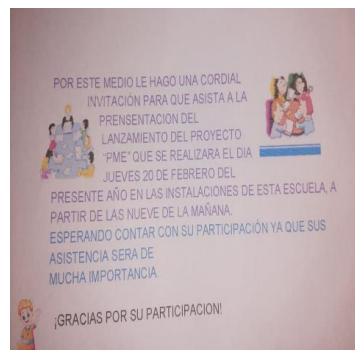 POR ESTE MEDIO LE HAGO UNA CORDIAL
INVITACIÓN PARA QUE ASISTA A LA
PRENSENTACION DEL
LANZAMIENTO DEL PROYECTO
"PME" QUE SE REALIZARA EL DIA
JUEVES 20 DE FEBRERO DEL
PRESENTE AÑO EN LAS INSTALACIONES DE ESTA ESCUELA, A
PARTIR DE LAS NUEVE DE LA MAÑANA.
ESPERANDO CONTAR CON SU PARTICIPACIÓN YA QUE SUS
ASISTENCIA SERA DE
MUCHA IMPORTANCIA.
¡GRACIAS POR SU PARTICIPACION!